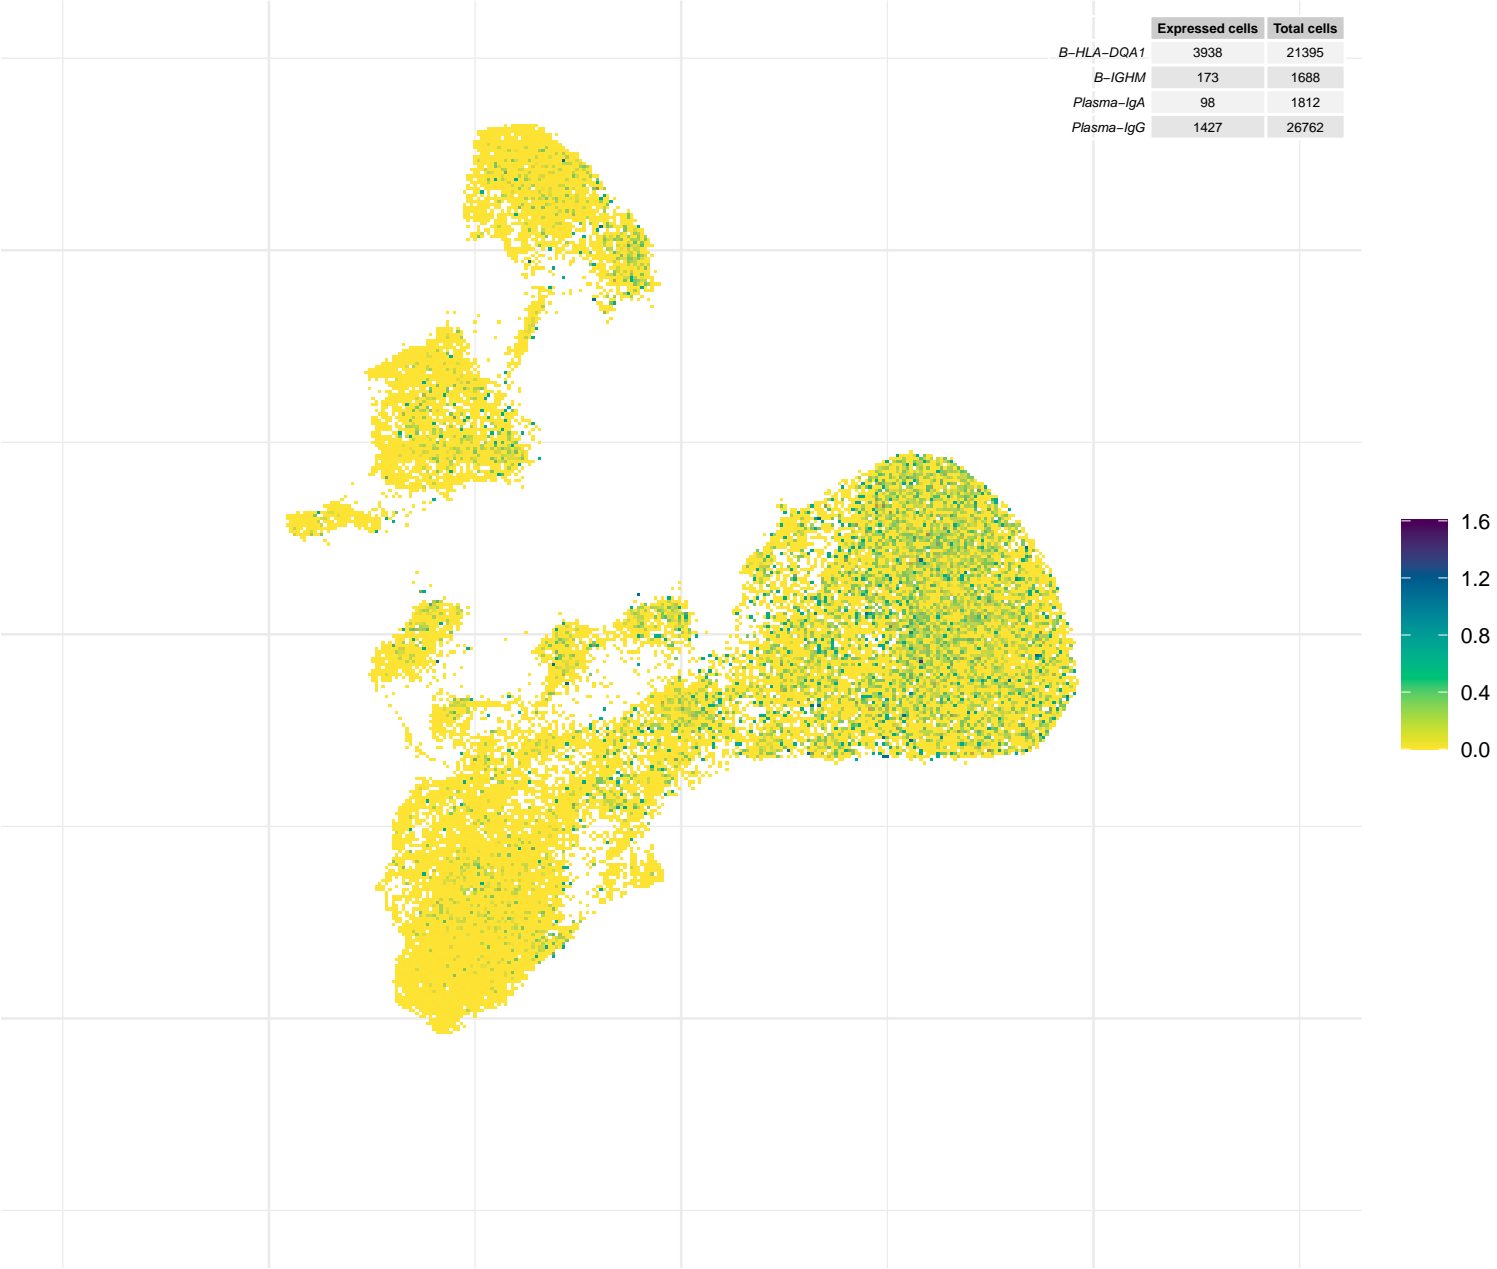 Expressed cells Total cells
B−HLA−DQA1 3938 21395
B−IGHM 173 1688
Plasma−IgA 98 1812
Plasma−IgG 1427 26762
1.6
1.2
0.8
0.4
0.0